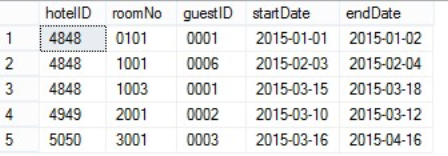 hotelID roomNo guestID startDate endDate
1 4848 0101 0001 2015-01-01 2015-01-02
2 4848 1001 0006 2015-02-03 2015-02-04
3 4848 1003 0001 2015-03-15 2015-03-18
4 4949 2001 0002 2015-03-10 2015-03-12
5 5050 3001 0003 2015-03-16 2015-04-16